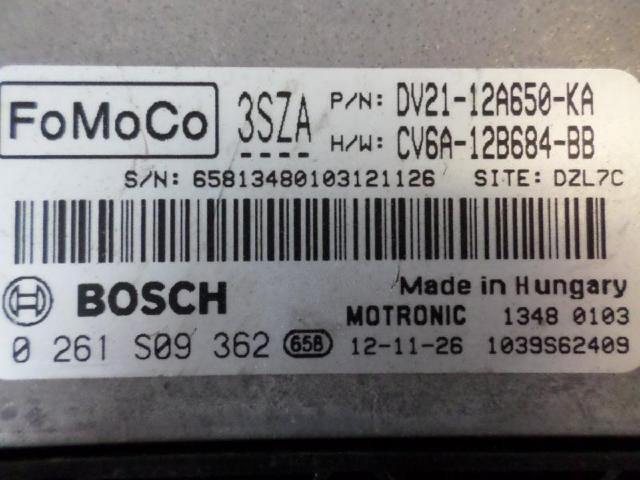 FoMoCo 3SZA P/N: DV21-12A650-KA
H/W: CV6A-12B684-BB
S/N: 65813480103121126 SITE: DZL7C
BOSCH Made in Hungary
MOTRONIC 1348 0103
0 261 S09 362 658 12-11-26 1039S62409